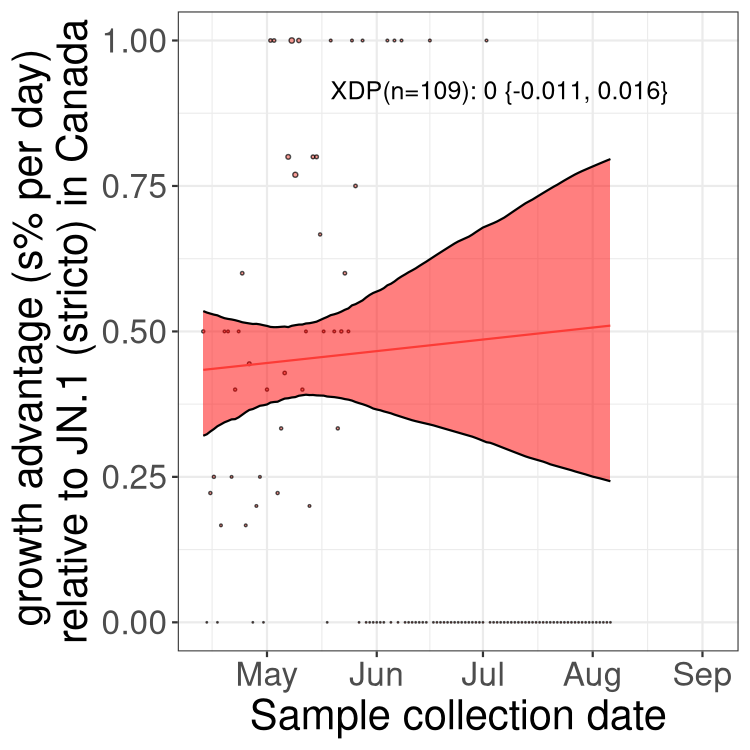 growth advantage (s% per day)
relative to JN.1 (stricto) in Canada
1.00
0.75
0.50
0.25
0.00
XDP(n=109): 0 {-0.011, 0.016}
May Jun Jul Aug Sep
Sample collection date